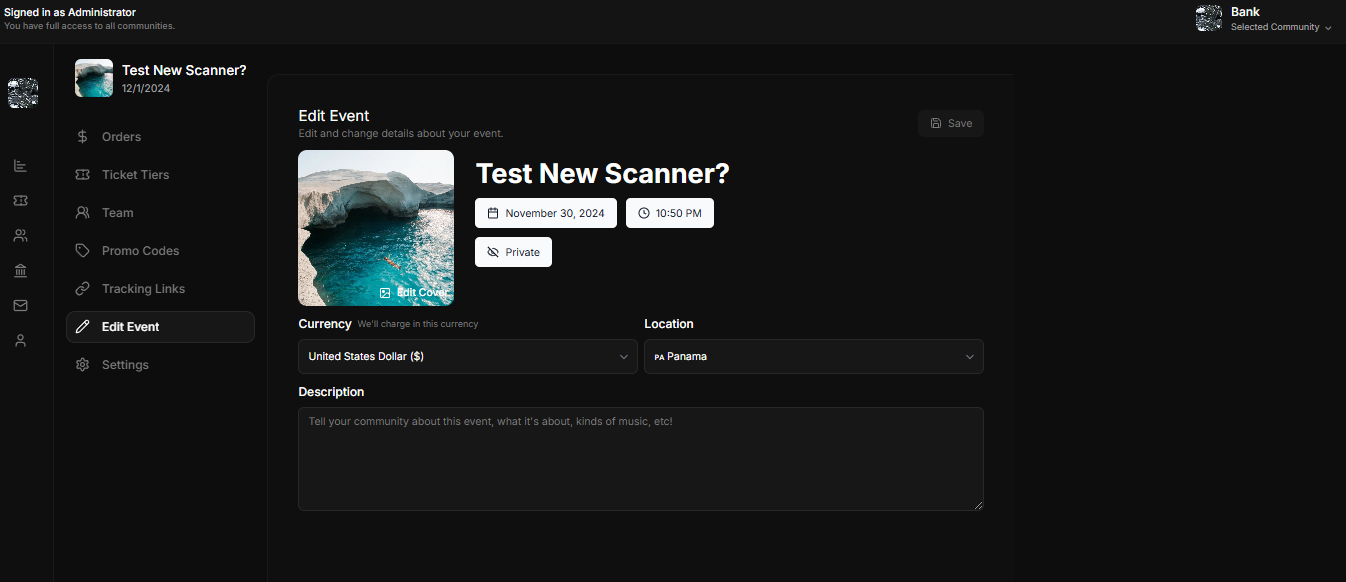 Signed in as Administrator
You have full access to all communities.
Bank
Selected Community
Test New Scanner?
12/1/2024
Orders
Ticket Tiers
Team
Promo Codes
Tracking Links
Edit Event
Settings
Edit Event
Edit and change details about your event.
Save
Test New Scanner?
November 30, 2024
10:50 PM
Private
Edit Cover
Currency We'll charge in this currency
United States Dollar ($)
Location
PA Panama
Description
Tell your community about this event, what it's about, kinds of music, etc!